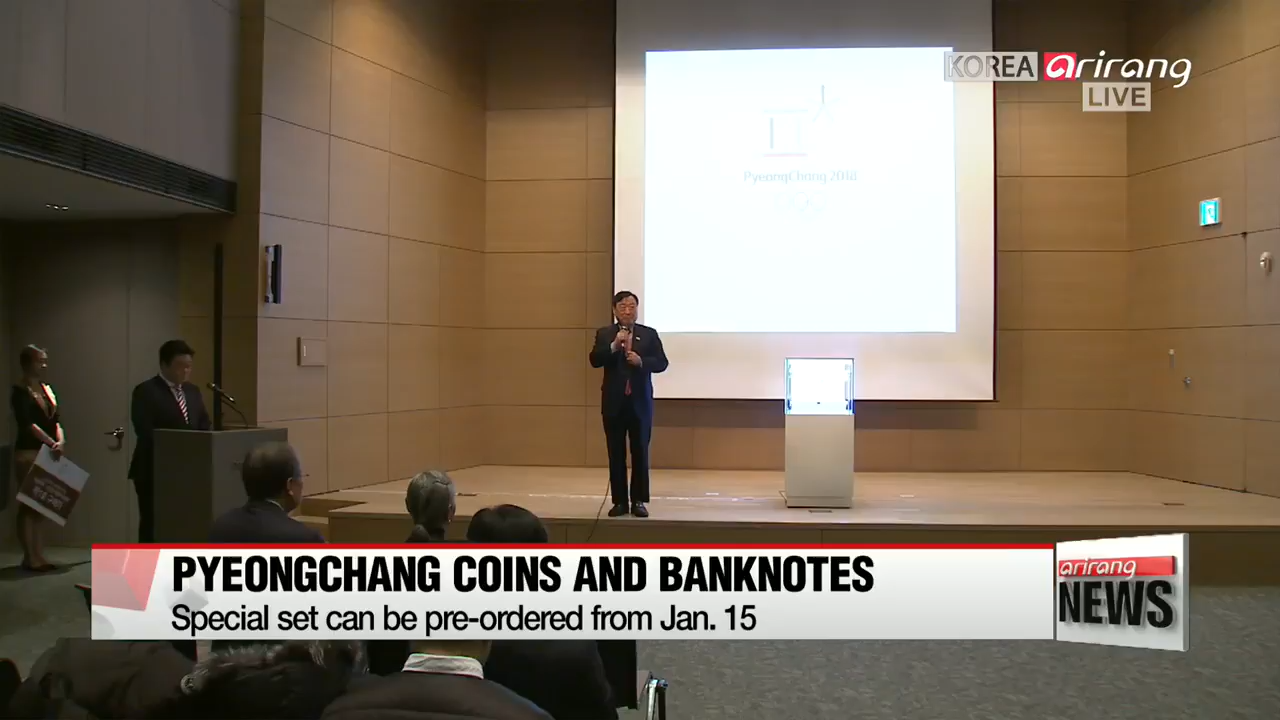 KOREA arirang
LIVE
PyeongChang 2018
PYEONGCHANG COINS AND BANKNOTES
Special set can be pre-ordered from Jan. 15
arirang
NEWS